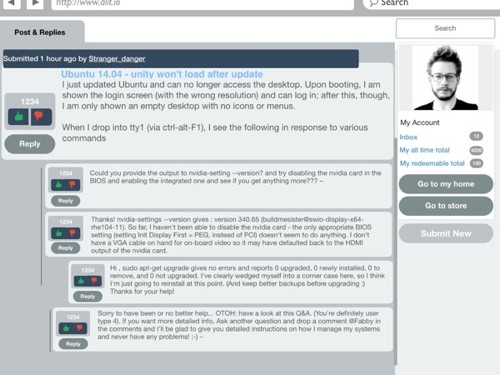 http://www.diit.io
Search
Post & Replies
Search
Submitted 1 hour ago by Stranger_danger
Ubuntu 14.04 - unity won't load after update
I just updated Ubuntu and can no longer access the desktop. Upon booting, I am
shown the login screen (with the wrong resolution) and can log in; after this, though,
I am only shown an empty desktop with no icons or menus.
When I drop into tty1 (via ctrl-alt-F1), I see the following in response to various
commands
1234
Reply
1234
Reply
Could you provide the output to nvidia-setting --version? and try disabling the nvidia card in the
BIOS and enabling the integrated one and see if you get anything more??? –
1234
Reply
Thanks! nvidia-settings --version gives : version 340.65 (buildmeister@swio-display-x64-
rhe104-11). So far, I haven't been able to disable the nvidia card - the only appropriate BIOS
setting (setting Init Display First = PEG, instead of PCI) doesn't seem to do anything. I don't
have a VGA cable on hand for on-board video so it may have defaulted back to the HDMI
output of the nvidia card.
1234
Reply
Hi , sudo apt-get upgrade gives no errors and reports 0 upgraded, 0 newly installed, 0 to
remove, and 0 not upgraded. I've clearly wedged myself into a corner case here, so I think
I'm just going to reinstall at this point. (And keep better backups before upgrading :)
Thanks for your help!
1234
Reply
Sorry to have been or no better help... OTOH: have a look at this Q&A. (You're definitely user
type 4). If you want more detailed info, Ask another question and drop a comment @Fabby in
the comments and I'll be glad to give you detailed instructions on how I manage my systems
and never have any problems! ;-) –
My Account
Inbox 12
My all time total
My redeemable total
Go to my home
Go to store
Submit New